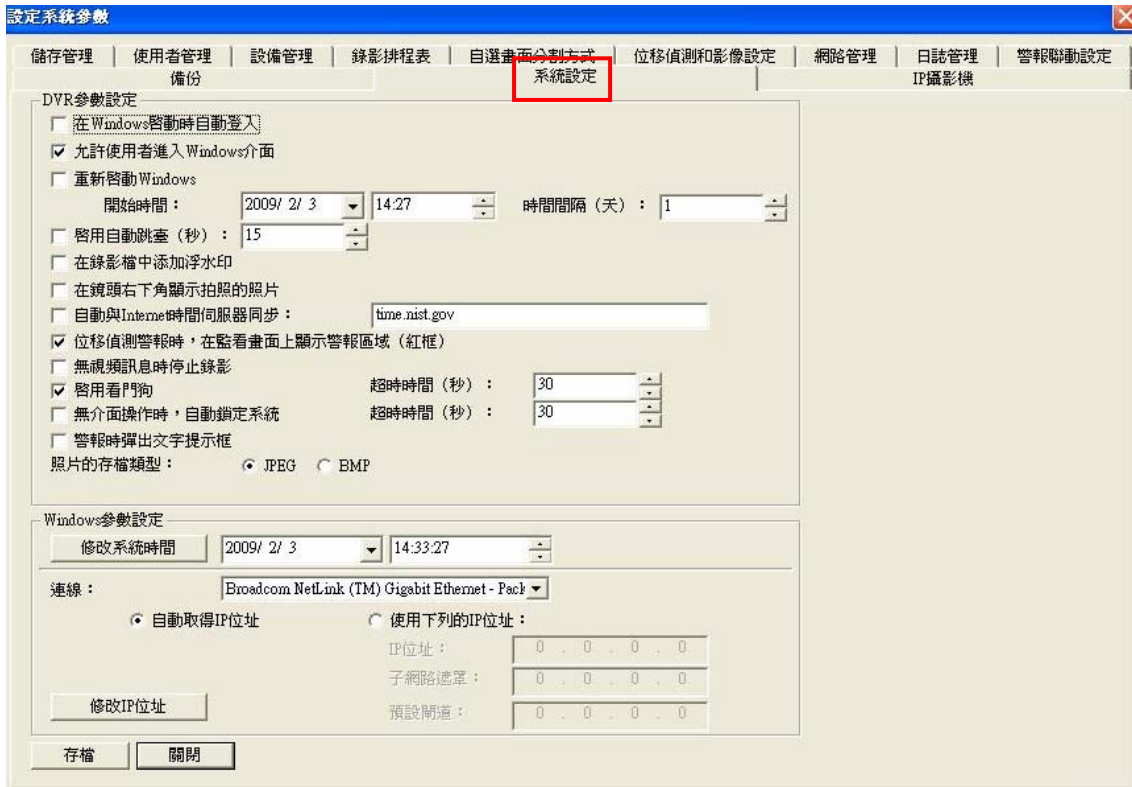 設定系統參數
儲存管理 使用者管理 設備管理 錄影排程表 自選畫面分割方式 位移偵測和影像設定 網路管理 日誌管理 警報聯動設定
備份 系統設定 IP攝影機
DVR參數設定
在Windows啓動時自動登入
允許使用者進入Windows介面
重新啓動Windows
開始時間： 2009/ 2/ 3 14:27 時間間隔（天）： 1
啓用自動跳臺（秒）： 15
在錄影檔中添加浮水印
在鏡頭右下角顯示拍照的照片
自動與Internet時間伺服器同步： time.nist.gov
位移偵測警報時，在監看畫面上顯示警報區域（紅框）
無視頻訊息時停止錄影
啓用看門狗 超時時間（秒）： 30
無介面操作時，自動鎖定系統 超時時間（秒）： 30
警報時彈出文字提示框
照片的存檔類型： JPEG BMP
Windows參數設定
修改系統時間 2009/ 2/ 3 14:33:27
連線： Broadcom NetLink (TM) Gigabit Ethernet - Pack
自動取得IP位址 使用下列的IP位址：
IP位址： 0 . 0 . 0 . 0
子網路遮罩： 0 . 0 . 0 . 0
修改IP位址 預設閘道： 0 . 0 . 0 . 0
存檔 關閉